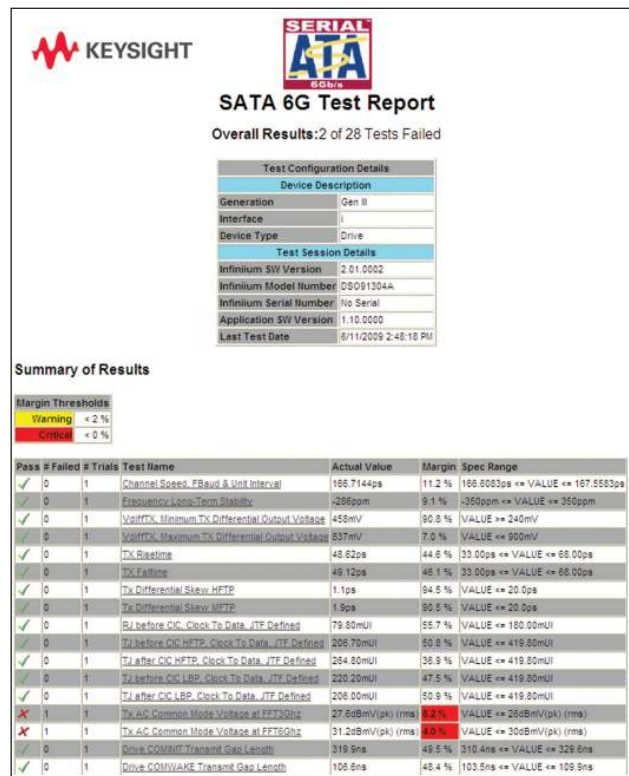 KEYSIGHT
SERIAL
ATA
6Gb/s
SATA 6G Test Report
Overall Results:2 of 28 Tests Failed
Test Configuration Details
Device Description
Generation Gen III
Interface i
Device Type Drive
Test Session Details
Infiniium SW Version 2.01.0002
Infiniium Model Number DSO91304A
Infiniium Serial Number No Serial
Application SW Version 1.10.0000
Last Test Date 6/11/2009 2:48:18 PM
Summary of Results
Margin Thresholds
Warning < 2 %
Critical < 0 %
Pass # Failed # Trials Test Name Actual Value Margin Spec Range
0 1 Channel Speed, FBaud & Unit Interval 166.7144ps 11.2 % 166.6083ps <= VALUE <= 167.5583ps
0 1 Frequency Long-Term Stability -286ppm 9.1 % -350ppm <= VALUE <= 350ppm
0 1 VdiffTX, Minimum TX Differential Output Voltage 458mV 90.8 % VALUE >= 240mV
0 1 VdiffTX, Maximum TX Differential Output Voltage 837mV 7.0 % VALUE <= 900mV
0 1 TX Risetime 48.62ps 44.6 % 33.00ps <= VALUE <= 68.00ps
0 1 TX Falltime 49.12ps 46.1 % 33.00ps <= VALUE <= 68.00ps
0 1 Tx Differential Skew HFTP 1.1ps 94.5 % VALUE <= 20.0ps
0 1 Tx Differential Skew MFTP 1.9ps 90.5 % VALUE <= 20.0ps
0 1 RJ before CIC, Clock To Data, JTF Defined 79.80mUI 55.7 % VALUE <= 180.00mUI
0 1 TJ before CIC HFTP, Clock To Data, JTF Defined 206.70mUI 50.8 % VALUE <= 419.80mUI
0 1 TJ after CIC HFTP, Clock To Data, JTF Defined 264.80mUI 36.9 % VALUE <= 419.80mUI
0 1 TJ before CIC LBP, Clock To Data, JTF Defined 220.20mUI 47.5 % VALUE <= 419.80mUI
0 1 TJ after CIC LBP, Clock To Data, JTF Defined 206.00mUI 50.9 % VALUE <= 419.80mUI
1 1 Tx AC Common Mode Voltage at FFT3Ghz 27.6dBmV(pk) (rms) 6.2 % VALUE <= 26dBmV(pk) (rms)
1 1 Tx AC Common Mode Voltage at FFT6Ghz 31.2dBmV(pk) (rms) 4.0 % VALUE <= 30dBmV(pk) (rms)
0 1 Drive COMINIT Transmit Gap Length 319.9ns 49.5 % 310.4ns <= VALUE <= 329.6ns
0 1 Drive COMWAKE Transmit Gap Length 106.6ns 48.4 % 103.5ns <= VALUE <= 109.9ns